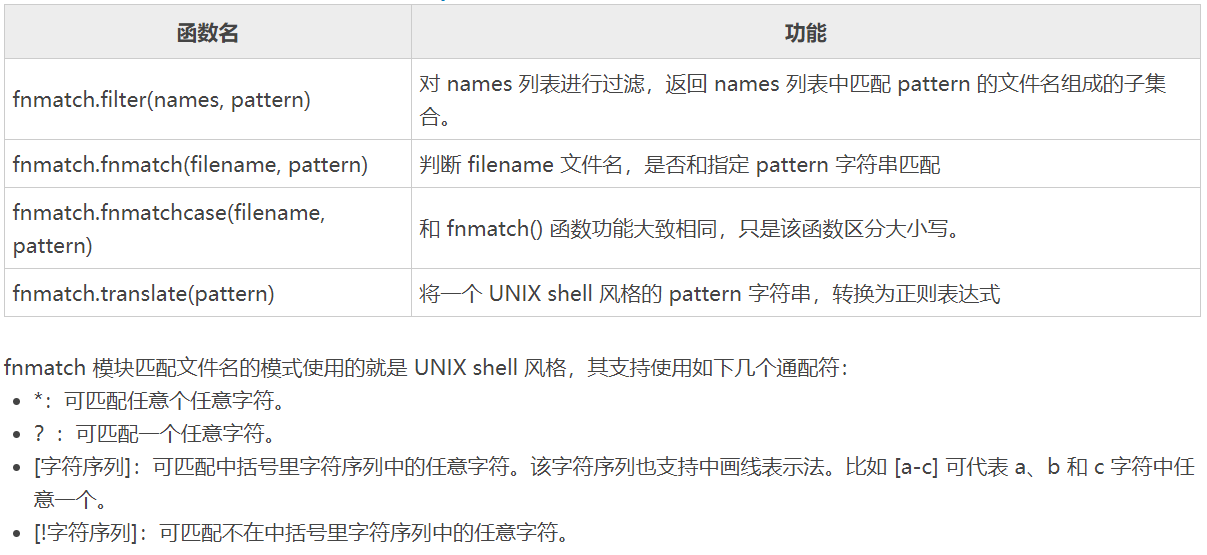 函数名 功能
fnmatch.filter(names, pattern)
对 names 列表进行过滤，返回 names 列表中匹配 pattern 的文件名组成的子集
合。
fnmatch.fnmatch(filename, pattern) 判断 filename 文件名，是否和指定 pattern 字符串匹配
fnmatch.fnmatchcase(filename,
pattern)
和 fnmatch() 函数功能大致相同，只是该函数区分大小写。
fnmatch.translate(pattern) 将一个 UNIX shell 风格的 pattern 字符串，转换为正则表达式
fnmatch 模块匹配文件名的模式使用的就是 UNIX shell 风格，其支持使用如下几个通配符：
• *：可匹配任意个任意字符。
• ？：可匹配一个任意字符。
• [字符序列]：可匹配中括号里字符序列中的任意字符。该字符序列也支持中画线表示法。比如 [a-c] 可代表 a、b 和 c 字符中任
意一个。
• [!字符序列]：可匹配不在中括号里字符序列中的任意字符。